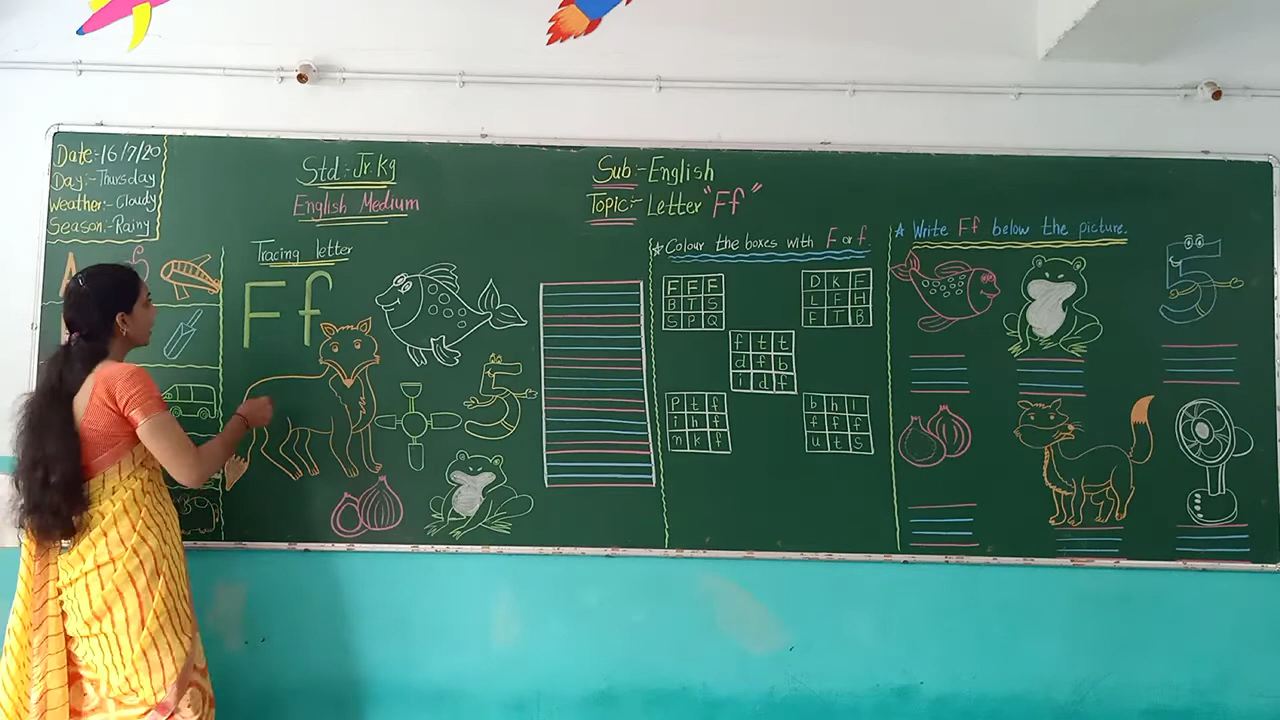 Date:-16/7/20
Day:-Thursday
Weather:-Cloudy
Season:-Rainy
Std:-Jr.Kg
English Medium
Sub:-English
Topic:-Letter "Ff"
A
Tracing letter
F f
* Colour the boxes with F or f.
F F F
B T S
S P Q
D K F
L F H
F T B
f t t
d f b
i d f
p t f
i h f
n k f
b h f
f f f
u t s
* Write Ff below the picture.
5